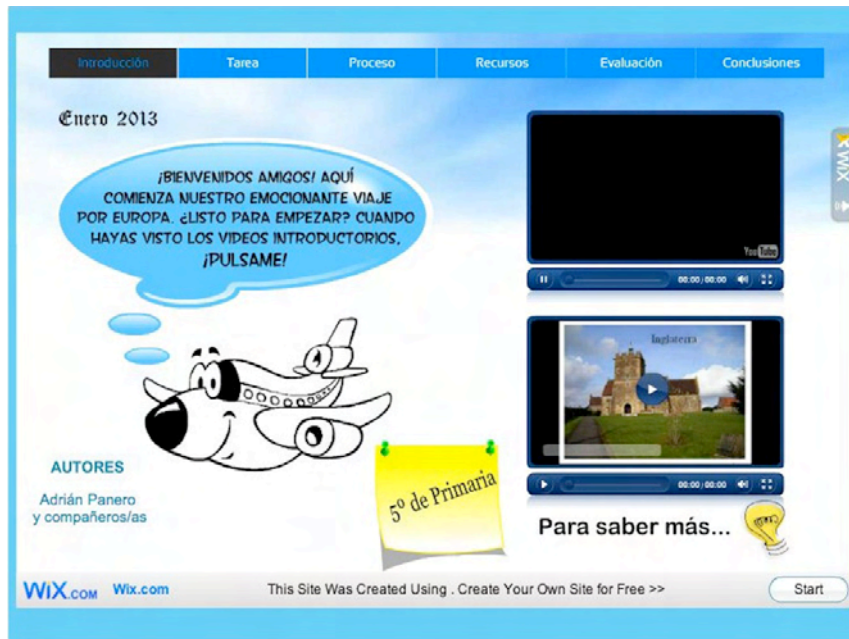 Introducción
Tarea
Proceso
Recursos
Evaluación
Conclusiones
Enero 2013
¡BIENVENIDOS AMIGOS! AQUÍ
COMIENZA NUESTRO EMOCIONANTE VIAJE
POR EUROPA. ¿LISTO PARA EMPEZAR? CUANDO
HAYAS VISTO LOS VIDEOS INTRODUCTORIOS,
¡PULSAME!
YouTube
00:00/00:00
WiX
Inglaterra
00:00/00:00
AUTORES
Adrián Panero
y compañeros/as
5º de Primaria
Para saber más...
WiX.COM Wix.com
This Site Was Created Using . Create Your Own Site for Free >>
Start